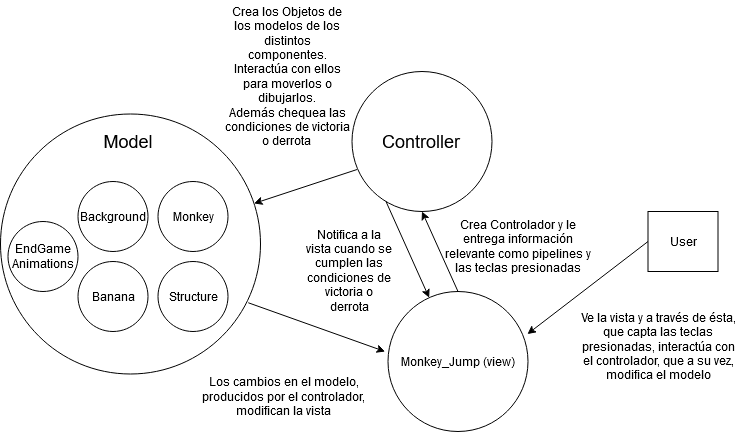 Crea los Objetos de
los modelos de los
distintos
componentes.
Interactúa con ellos
para moverlos o
dibujarlos.
Además chequea las
condiciones de victoria
o derrota
Model
Controller
Background
Monkey
EndGame
Animations
Banana
Structure
Notifica a la
vista cuando se
cumplen las
condiciones de
victoria o
derrota
Crea Controlador y le
entrega información
relevante como pipelines y
las teclas presionadas
User
Monkey_Jump (view)
Ve la vista y a través de ésta,
que capta las teclas
presionadas, interactúa con
el controlador, que a su vez,
modifica el modelo
Los cambios en el modelo,
producidos por el controlador,
modifican la vista